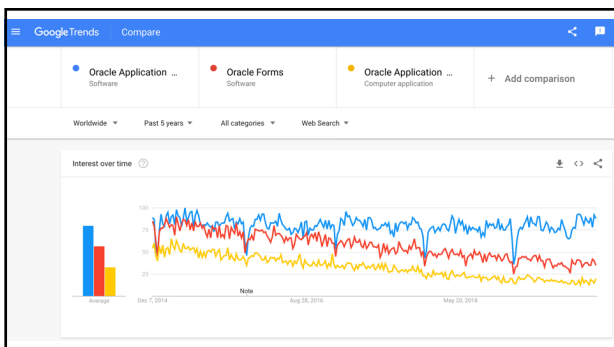 Google Trends Compare
Oracle Application ...
Software
Oracle Forms
Software
Oracle Application ...
Computer application
+ Add comparison
Worldwide
Past 5 years
All categories
Web Search
Interest over time
100
75
50
25
Note
Average
Dec 7, 2014
Aug 28, 2016
May 20, 2018